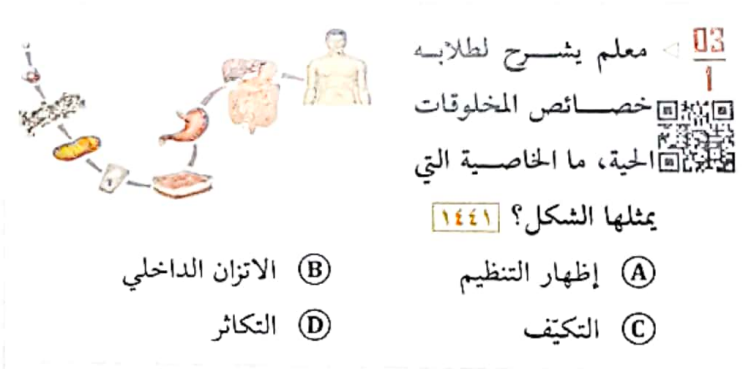 03
1
معلم يشرح لطلابه
خصائص المخلوقات
الحية، ما الخاصية التي
يمثلها الشكل؟ ١٤٤١
A إظهار التنظيم
B الاتزان الداخلي
C التكيّف
D التكاثر